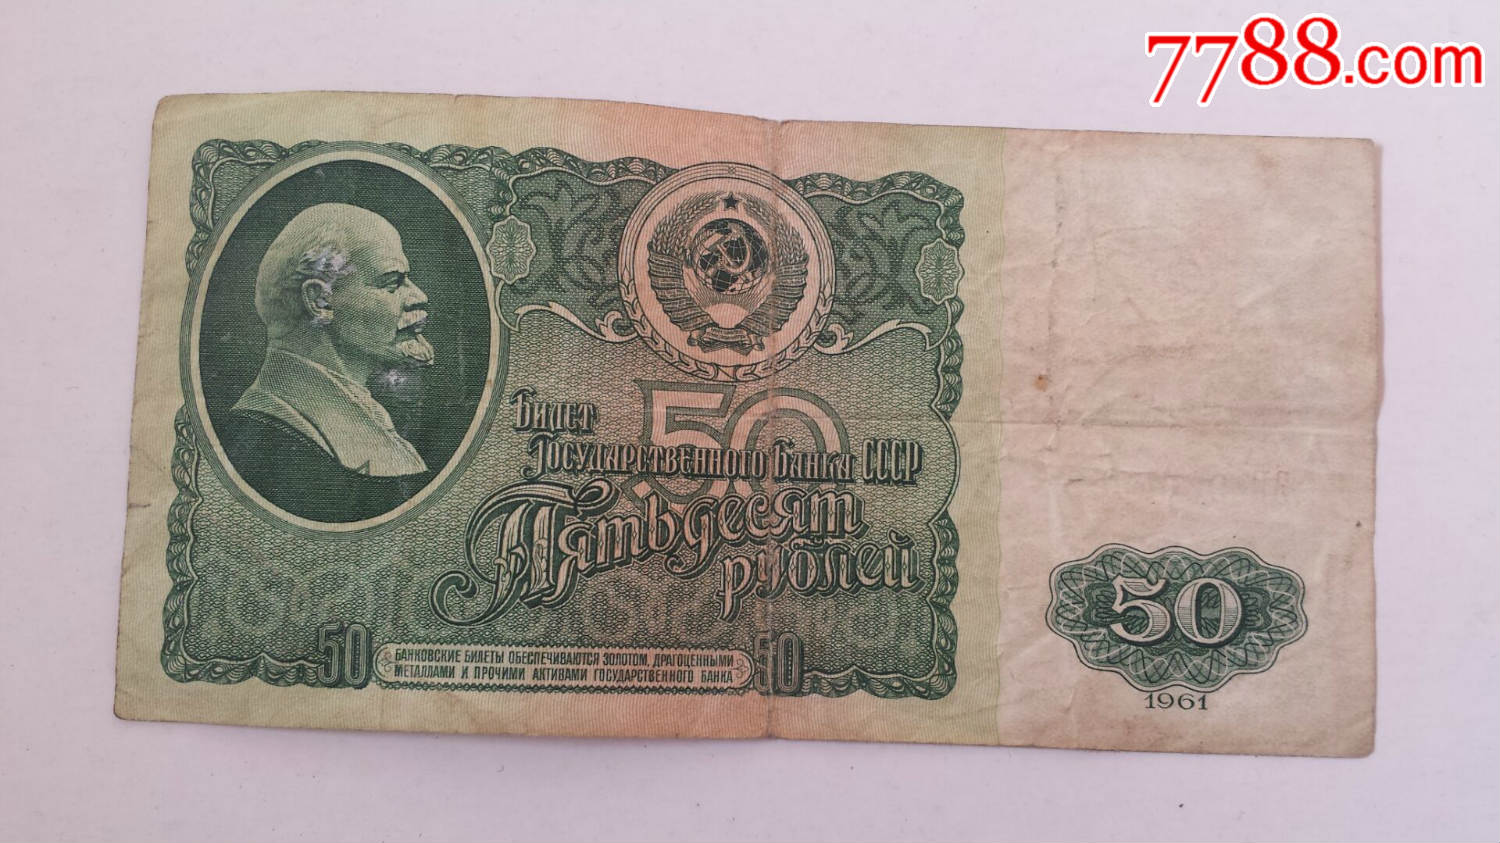 7788.com
Билет
Государственного Банка СССР
50
Пятьдесят
рублей
50
БАНКОВСКИЕ БИЛЕТЫ ОБЕСПЕЧИВАЮТСЯ ЗОЛОТОМ, ДРАГОЦЕННЫМИ
МЕТАЛЛАМИ И ПРОЧИМИ АКТИВАМИ ГОСУДАРСТВЕННОГО БАНКА
50
50
1961